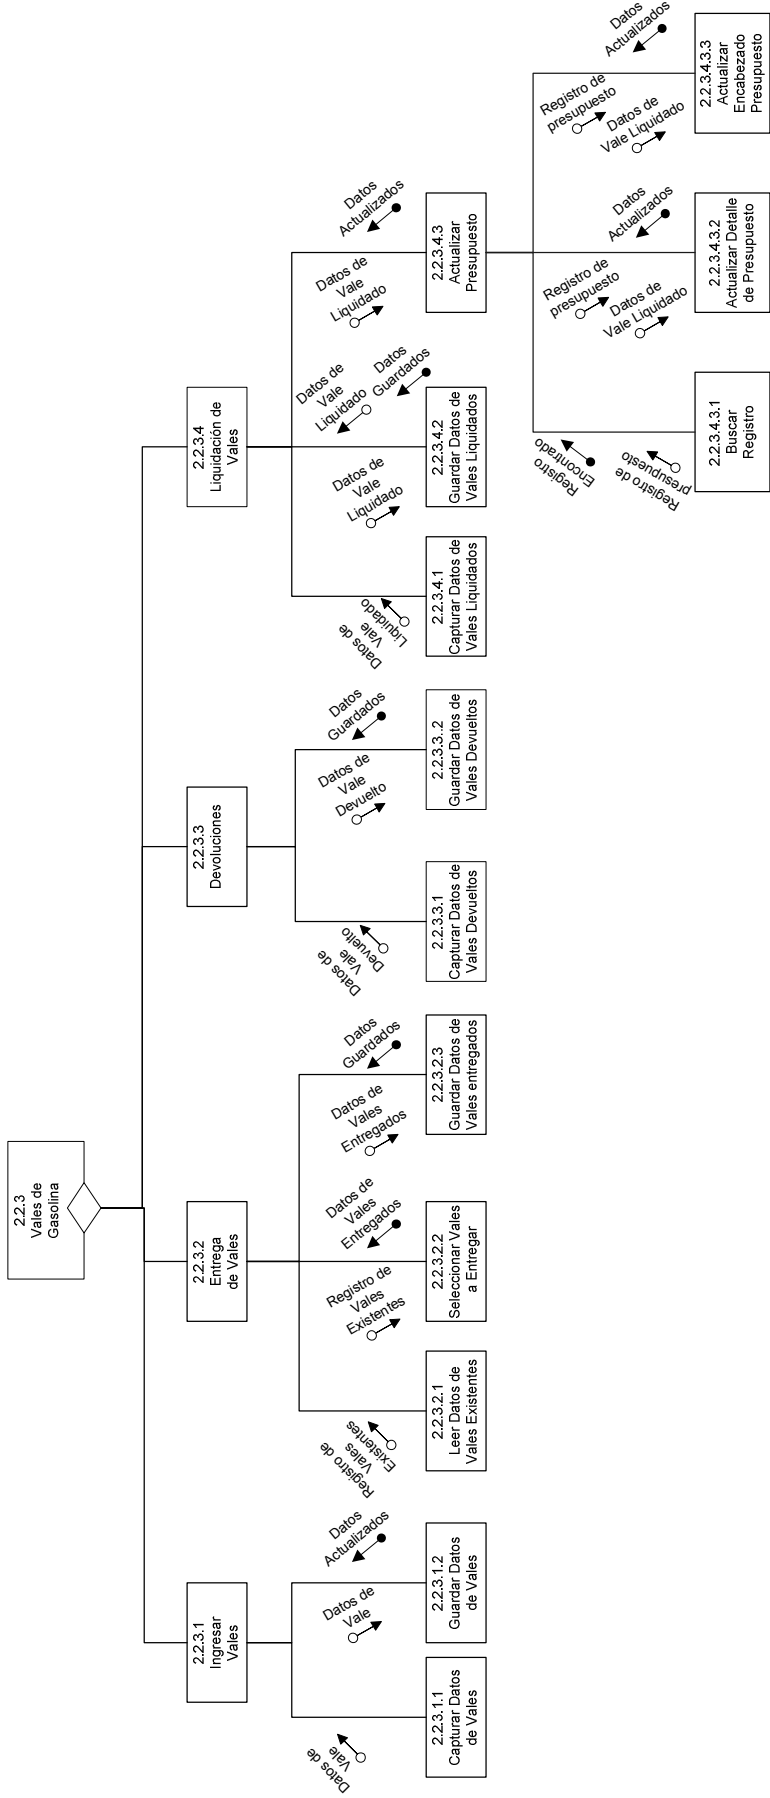 2.2.3
Vales de
Gasolina
2.2.3.1
Ingresar
Vales
2.2.3.2
Entrega
de Vales
2.2.3.3
Devoluciones
2.2.3.4
Liquidación de
Vales
Datos de
Vale
Datos de
Vale
Datos
Actualizados
2.2.3.1.1
Capturar Datos
de Vales
2.2.3.1.2
Guardar Datos
de Vales
Registro de
Vales
Existentes
Registro de
Vales
Existentes
Datos de
Vales
Entregados
Datos de
Vales
Entregados
Datos
Guardados
2.2.3.2.1
Leer Datos de
Vales Existentes
2.2.3.2.2
Seleccionar Vales
a Entregar
2.2.3.2.3
Guardar Datos de
Vales entregados
Datos de
Vale
Devuelto
Datos de
Vale
Devuelto
Datos
Guardados
2.2.3.3.1
Capturar Datos de
Vales Devueltos
2.2.3.3..2
Guardar Datos de
Vales Devueltos
Datos de
Vale
Liquidado
Datos de
Vale
Liquidado
Datos de
Vale
Liquidado
Datos
Guardados
Datos de
Vale
Liquidado
Datos
Actualizados
2.2.3.4.1
Capturar Datos de
Vales Liquidados
2.2.3.4.2
Guardar Datos de
Vales Liquidados
2.2.3.4.3
Actualizar
Presupuesto
Registro
Encontrado
Registro de
presupuesto
Registro de
presupuesto
Datos de
Vale Liquidado
Datos
Actualizados
Registro de
presupuesto
Datos de
Vale Liquidado
Datos
Actualizados
2.2.3.4.3.1
Buscar
Registro
2.2.3.4.3.2
Actualizar Detalle
de Presupuesto
2.2.3.4.3.3
Actualizar
Encabezado
Presupuesto